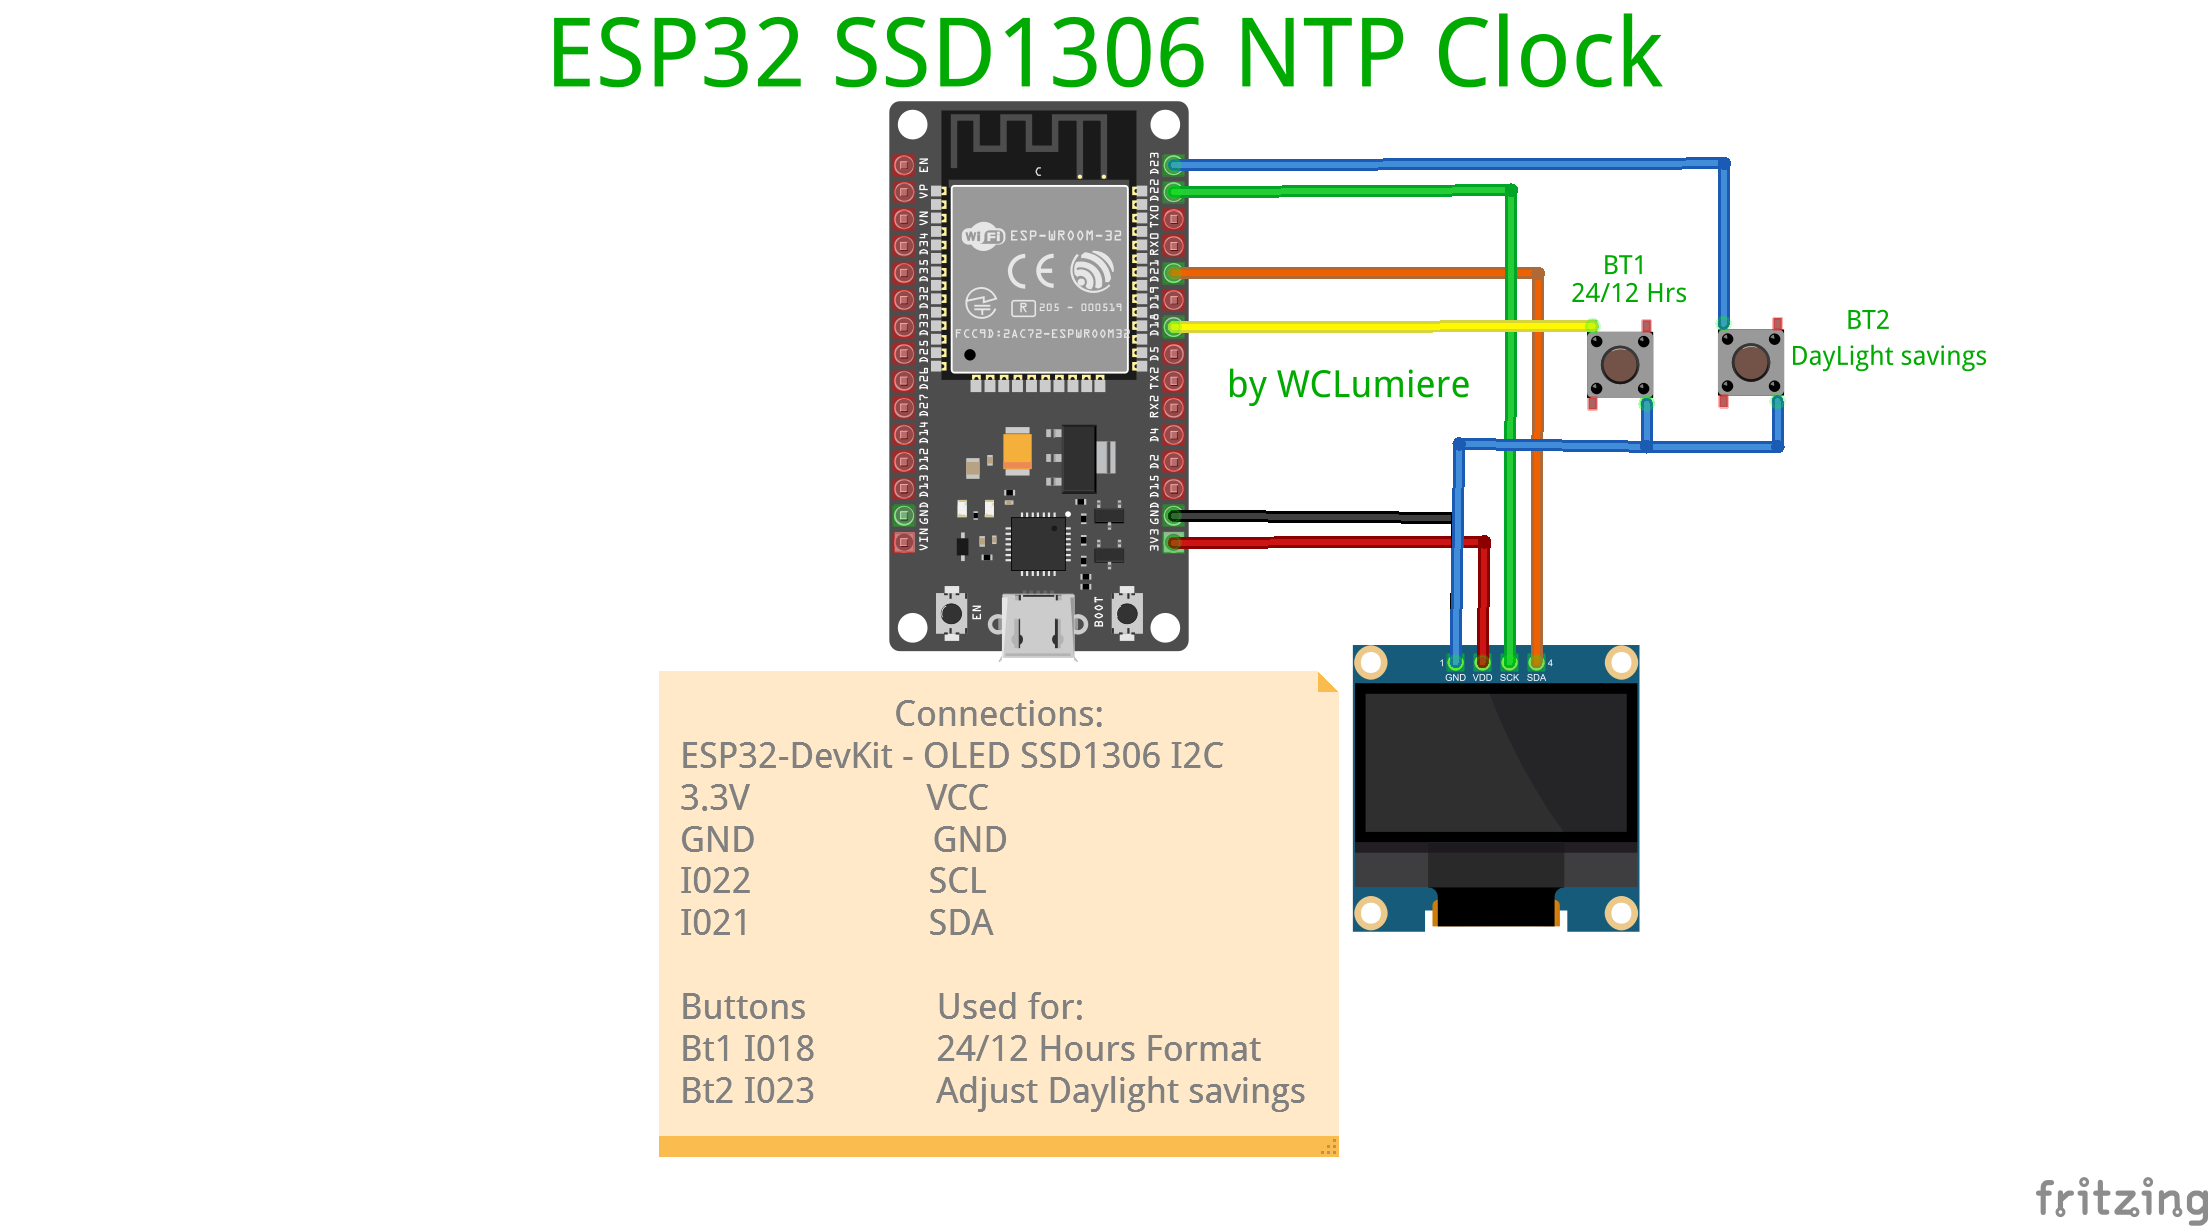 ESP32 SSD1306 NTP Clock
C
EN
VP
VN
D34
D35
D32
D33
D25
D26
D27
D14
D12
D13
GND
VIN
D23
D22
TX0
RX0
D21
D19
D18
D5
TX2
RX2
D4
D2
D15
GND
3V3
WiFi ESP-WROOM-32
CE
R 205 - 000519
FCC9D:2AC72-ESPWROOM32
EN
BOOT
BT1
24/12 Hrs
BT2
DayLight savings
by WCLumiere
1 4
GND VDD SCK SDA
Connections:
ESP32-DevKit - OLED SSD1306 I2C
3.3V VCC
GND GND
I022 SCL
I021 SDA
Buttons Used for:
Bt1 I018 24/12 Hours Format
Bt2 I023 Adjust Daylight savings
fritzing